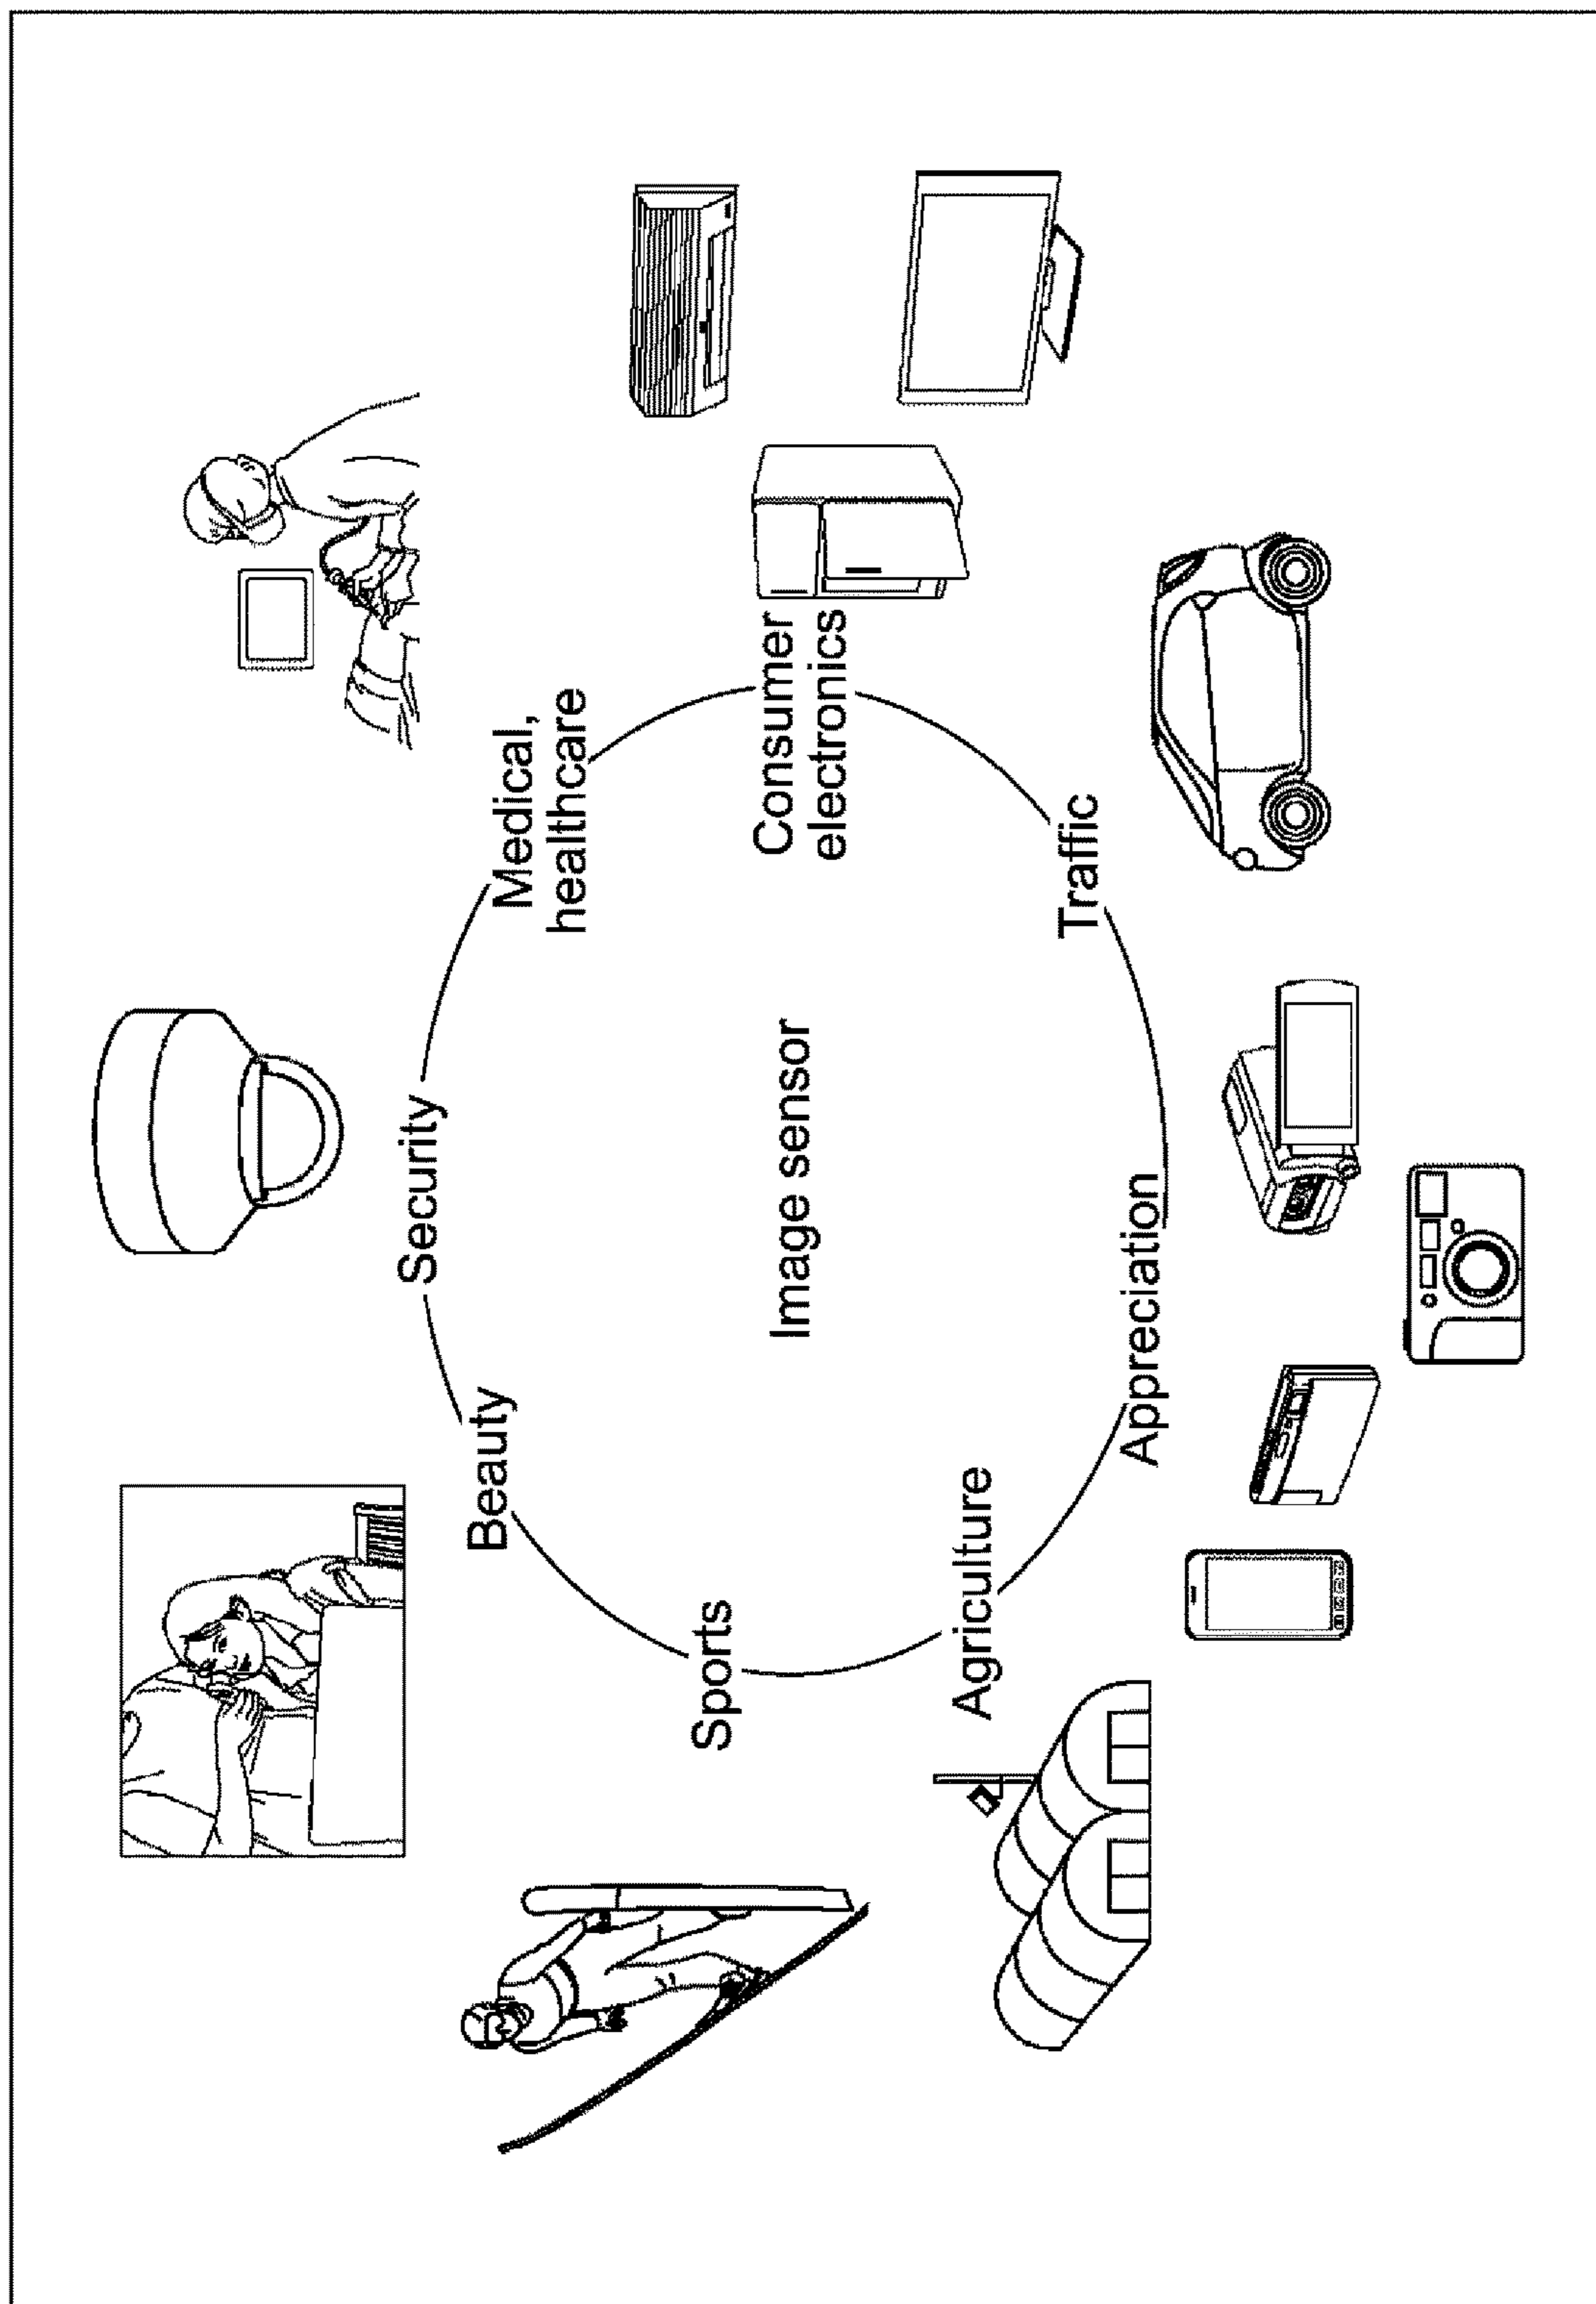 Security
Beauty
Medical,
healthcare
Sports
Image sensor
Consumer
electronics
Agriculture
Traffic
Appreciation